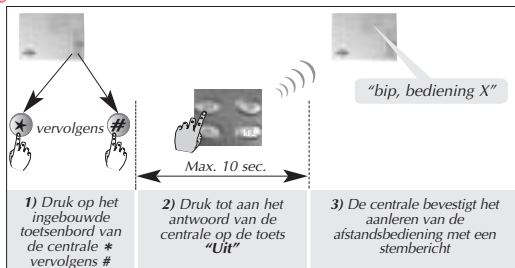 “bip, bediening X”
* vervolgens #
Max. 10 sec.
1) Druk op het
ingebouwde
toetsenbord van
de centrale *
vervolgens #
2) Druk tot aan het
antwoord van de
centrale op de toets
“Uit”
3) De centrale bevestigt het
aanleren van de
afstandsbediening met een
stembericht